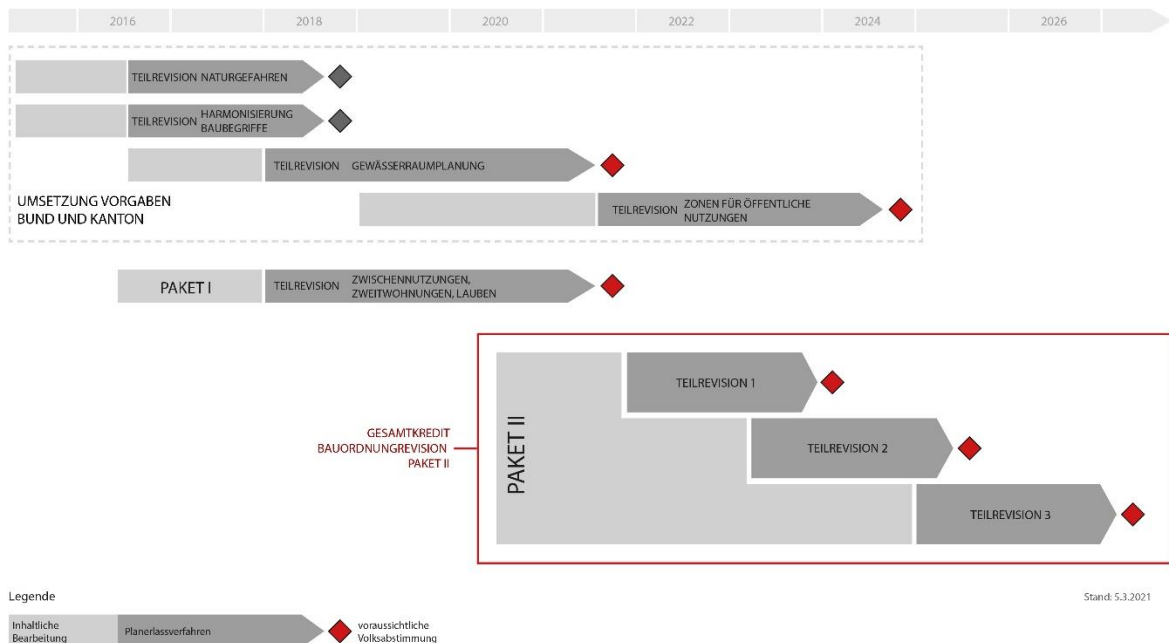 2016 2018 2020 2022 2024 2026
TEILREVISION NATURGEFAHREN
TEILREVISION HARMONISIERUNG
BAUBEGRIFFE
TEILREVISION GEWÄSSERRAUMPLANUNG
UMSETZUNG VORGABEN
BUND UND KANTON
TEILREVISION ZONEN FÜR ÖFFENTLICHE
NUTZUNGEN
PAKET I
TEILREVISION ZWISCHENNUTZUNGEN,
ZWEITWOHNUNGEN, LAUBEN
GESAMTKREDIT
BAUORDNUNGREVISION
PAKET II
PAKET II
TEILREVISION 1
TEILREVISION 2
TEILREVISION 3
Legende
Stand: 5.3.2021
Inhaltliche
Bearbeitung
Planerlassverfahren
voraussichtliche
Volksabstimmung